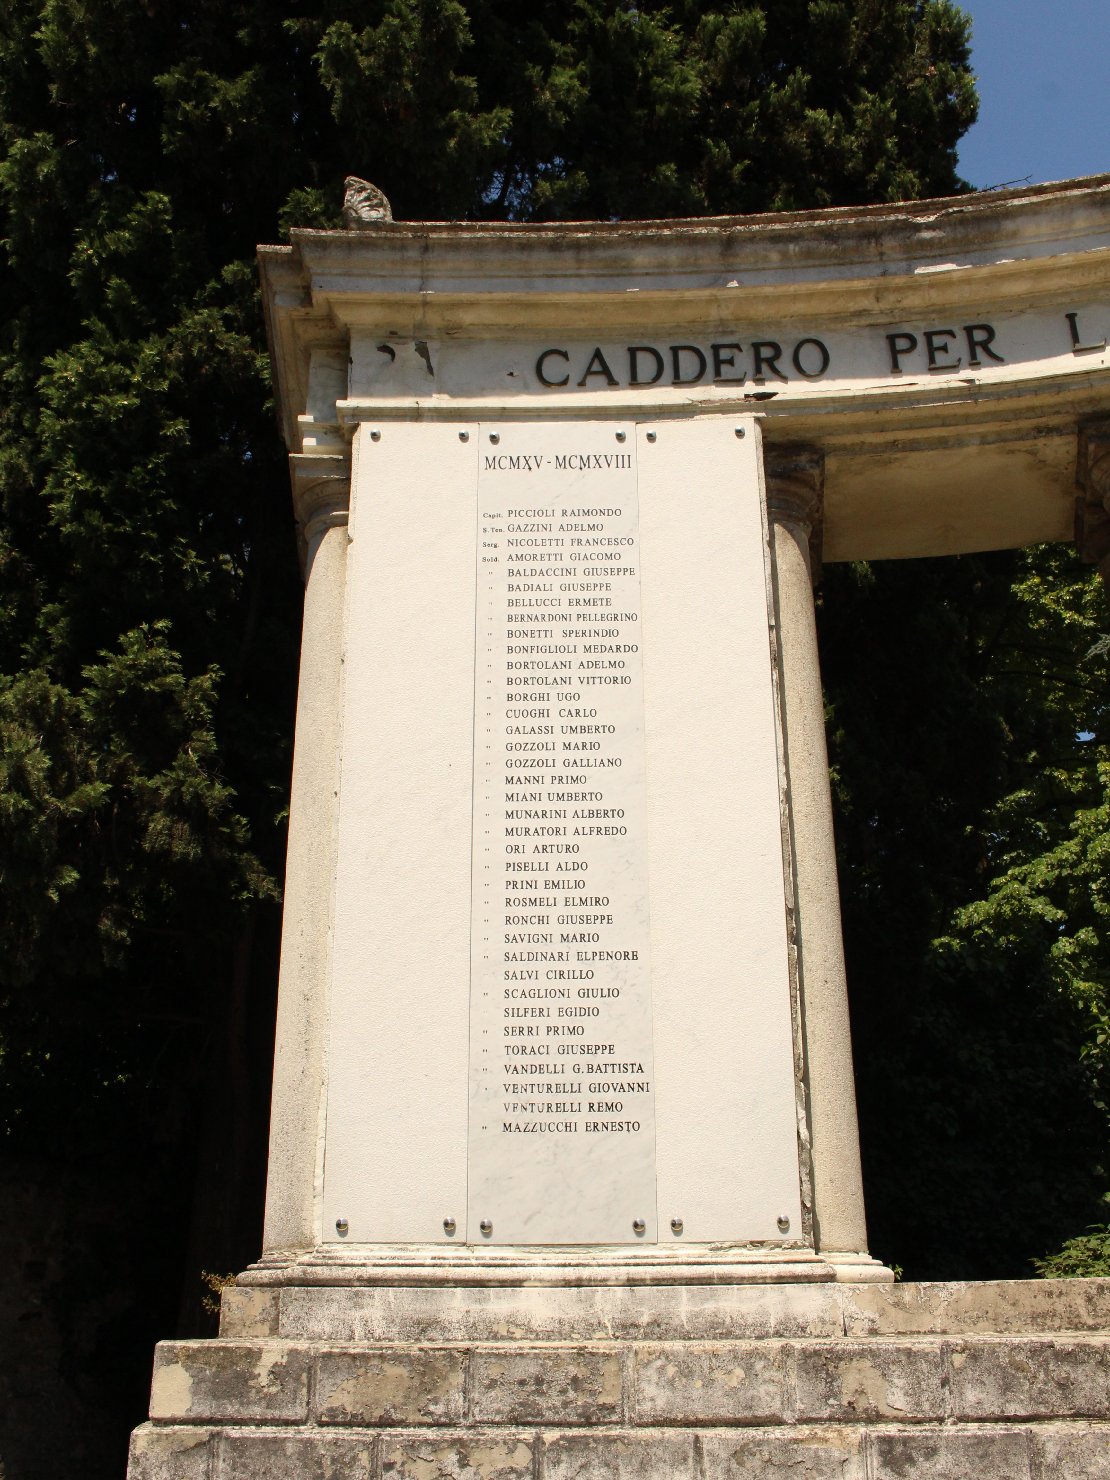 CADDERO PER L
MCMXV - MCMXVIII
Capit. PICCIOLI RAIMONDO
S. Ten. GAZZINI ADELMO
Serg. NICOLETTI FRANCESCO
Sold. AMORETTI GIACOMO
" BALDACCINI GIUSEPPE
" BADIALI GIUSEPPE
" BELLUCCI ERMETE
" BERNARDONI PELLEGRINO
" BONETTI SPERINDIO
" BONFIGLIOLI MEDARDO
" BORTOLANI ADELMO
" BORTOLANI VITTORIO
" BORGHI UGO
" CUOGHI CARLO
" GALASSI UMBERTO
" GOZZOLI MARIO
" GOZZOLI GALLIANO
" MANNI PRIMO
" MIANI UMBERTO
" MUNARINI ALBERTO
" MURATORI ALFREDO
" ORI ARTURO
" PISELLI ALDO
" PRINI EMILIO
" ROSMELI ELMIRO
" RONCHI GIUSEPPE
" SAVIGNI MARIO
" SALDINARI ELPENORE
" SALVI CIRILLO
" SCAGLIONI GIULIO
" SILFERI EGIDIO
" SERRI PRIMO
" TORACI GIUSEPPE
" VANDELLI G.BATTISTA
" VENTURELLI GIOVANNI
" VENTURELLI REMO
" MAZZUCCHI ERNESTO